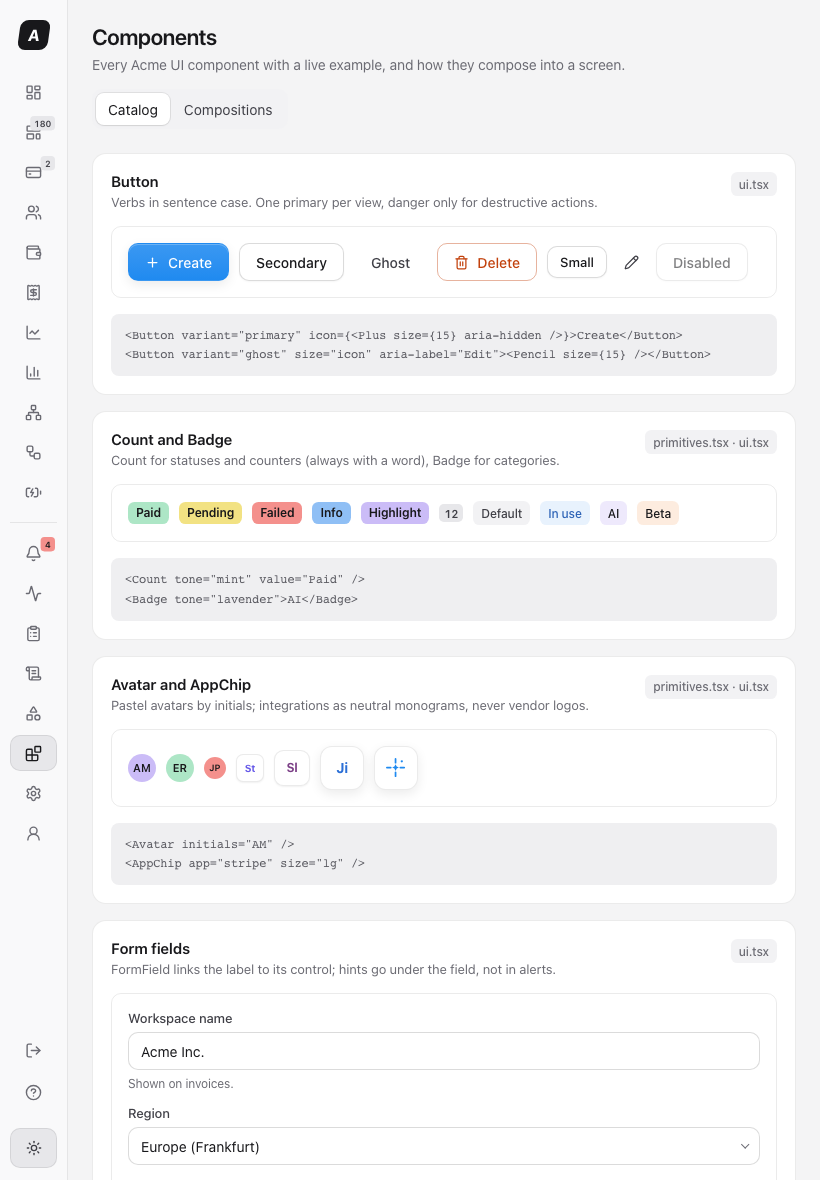 A
180
2
4
Components
Every Acme UI component with a live example, and how they compose into a screen.
Catalog Compositions
Button
ui.tsx
Verbs in sentence case. One primary per view, danger only for destructive actions.
Create Secondary Ghost Delete Small Disabled
<Button variant="primary" icon={<Plus size={15} aria-hidden />}>Create</Button>
<Button variant="ghost" size="icon" aria-label="Edit"><Pencil size={15} /></Button>
Count and Badge
primitives.tsx · ui.tsx
Count for statuses and counters (always with a word), Badge for categories.
Paid Pending Failed Info Highlight 12 Default In use AI Beta
<Count tone="mint" value="Paid" />
<Badge tone="lavender">AI</Badge>
Avatar and AppChip
primitives.tsx · ui.tsx
Pastel avatars by initials; integrations as neutral monograms, never vendor logos.
AM ER JP St Sl Ji
<Avatar initials="AM" />
<AppChip app="stripe" size="lg" />
Form fields
ui.tsx
FormField links the label to its control; hints go under the field, not in alerts.
Workspace name
Acme Inc.
Shown on invoices.
Region
Europe (Frankfurt)